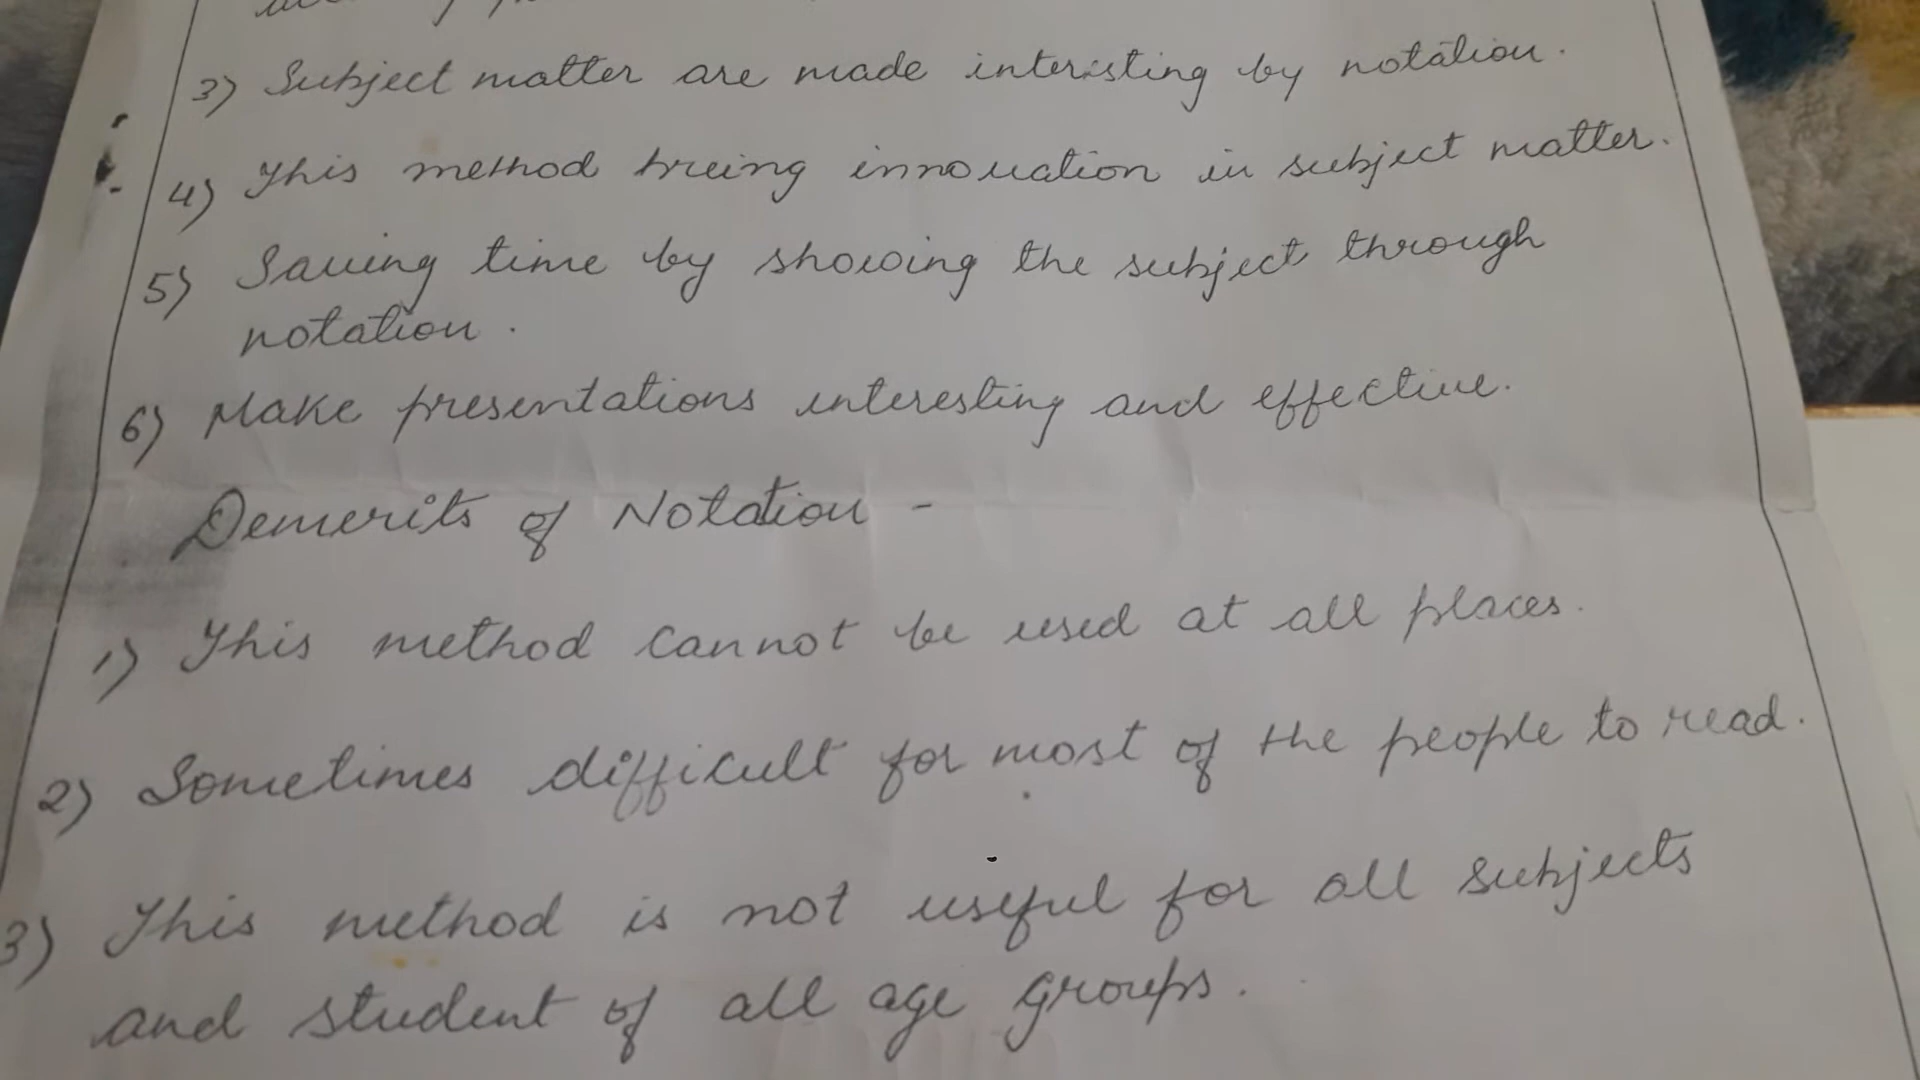 3) Subject matter are made interesting by notation.
4) This method breing innovation in subject matter.
5) Saving time by showing the subject through
notation.
6) Make presentations interesting and effective.
Demerits of Notation -
1) This method cannot be used at all places.
2) Sometimes difficult for most of the people to read.
3) This method is not useful for all subjects
and student of all age groups.